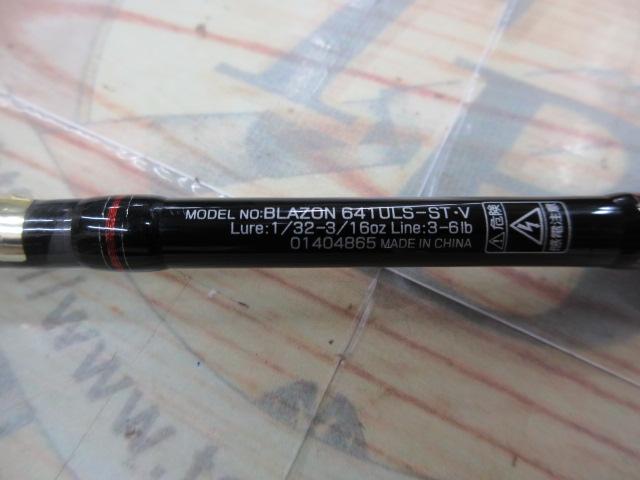 MODEL NO:BLAZON 641ULS-ST・V
Lure:1/32-3/16oz Line:3-6lb
01404865 MADE IN CHINA
危険
感電注意
www.t